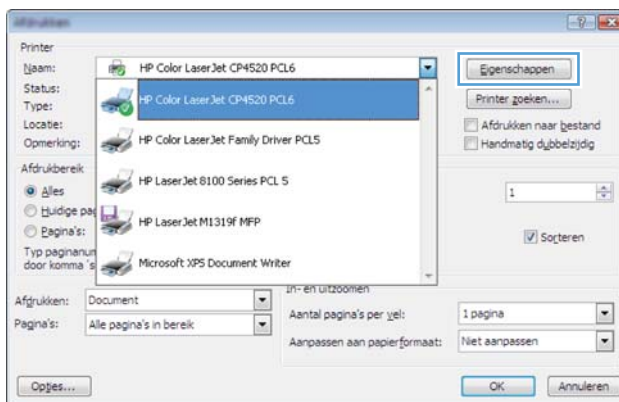 Afdrukken
Printer
Naam: HP Color LaserJet CP4520 PCL6
Eigenschappen
Status:
HP Color LaserJet CP4520 PCL6
Type:
Printer zoeken...
Locatie:
Afdrukken naar bestand
Opmerking:
HP Color LaserJet Family Driver PCL5
Handmatig dubbelzijdig
Afdrukbereik
Alles
HP LaserJet 8100 Series PCL 5
1
Huidige pag
Pagina's:
HP LaserJet M1319f MFP
Sorteren
Typ paginanum
door komma 's
Microsoft XPS Document Writer
In- en uitzoomen
Afdrukken: Document
Aantal pagina's per vel: 1 pagina
Pagina's: Alle pagina's in bereik
Aanpassen aan papierformaat: Niet aanpassen
Opties...
OK
Annuleren